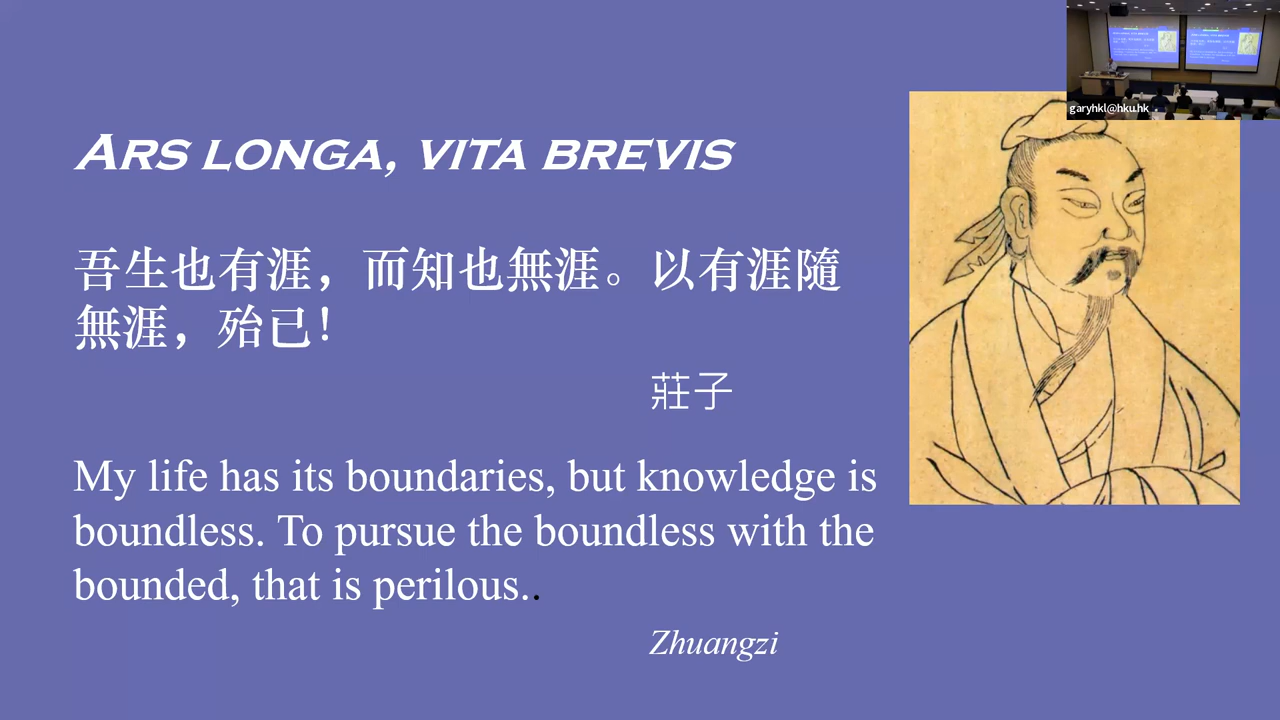 garyhkl@hku.hk
ARS LONGA, VITA BREVIS
吾生也有涯，而知也無涯。以有涯隨
無涯，殆已！
莊子
My life has its boundaries, but knowledge is
boundless. To pursue the boundless with the
bounded, that is perilous..
Zhuangzi